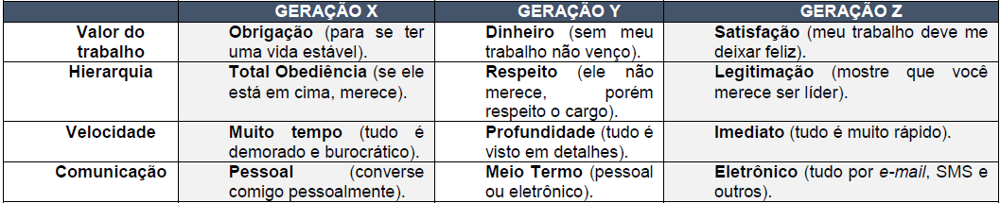 GERAÇÃO X GERAÇÃO Y GERAÇÃO Z
Valor do trabalho
Obrigação (para se ter
uma vida estável).
Dinheiro (sem meu
trabalho não venço).
Satisfação (meu trabalho deve me
deixar feliz).
Hierarquia
Total Obediência (se ele
está em cima, merece).
Respeito (ele não
merece, porém
respeito o cargo).
Legitimação (mostre que você
merece ser líder).
Velocidade
Muito tempo (tudo é
demorado e burocrático).
Profundidade (tudo é
visto em detalhes).
Imediato (tudo é muito rápido).
Comunicação
Pessoal (converse
comigo pessoalmente).
Meio Termo (pessoal
ou eletrônico).
Eletrônico (tudo por e-mail, SMS e
outros).